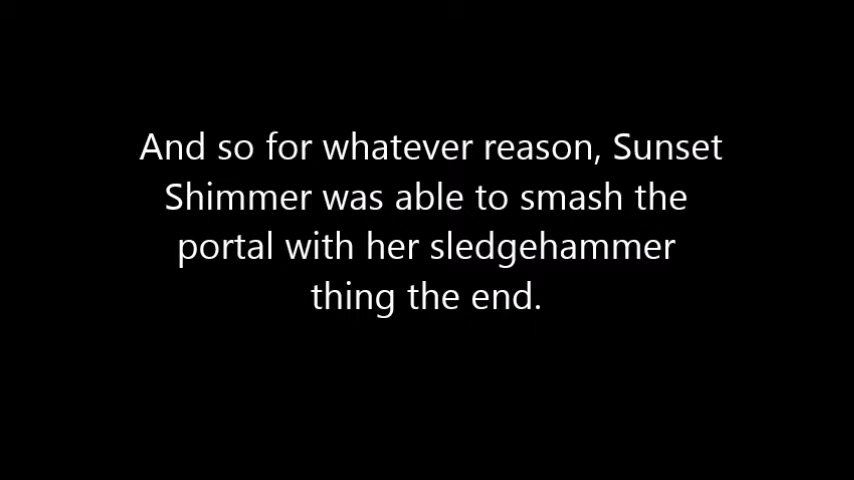 And so for whatever reason, Sunset
Shimmer was able to smash the
portal with her sledgehammer
thing the end.